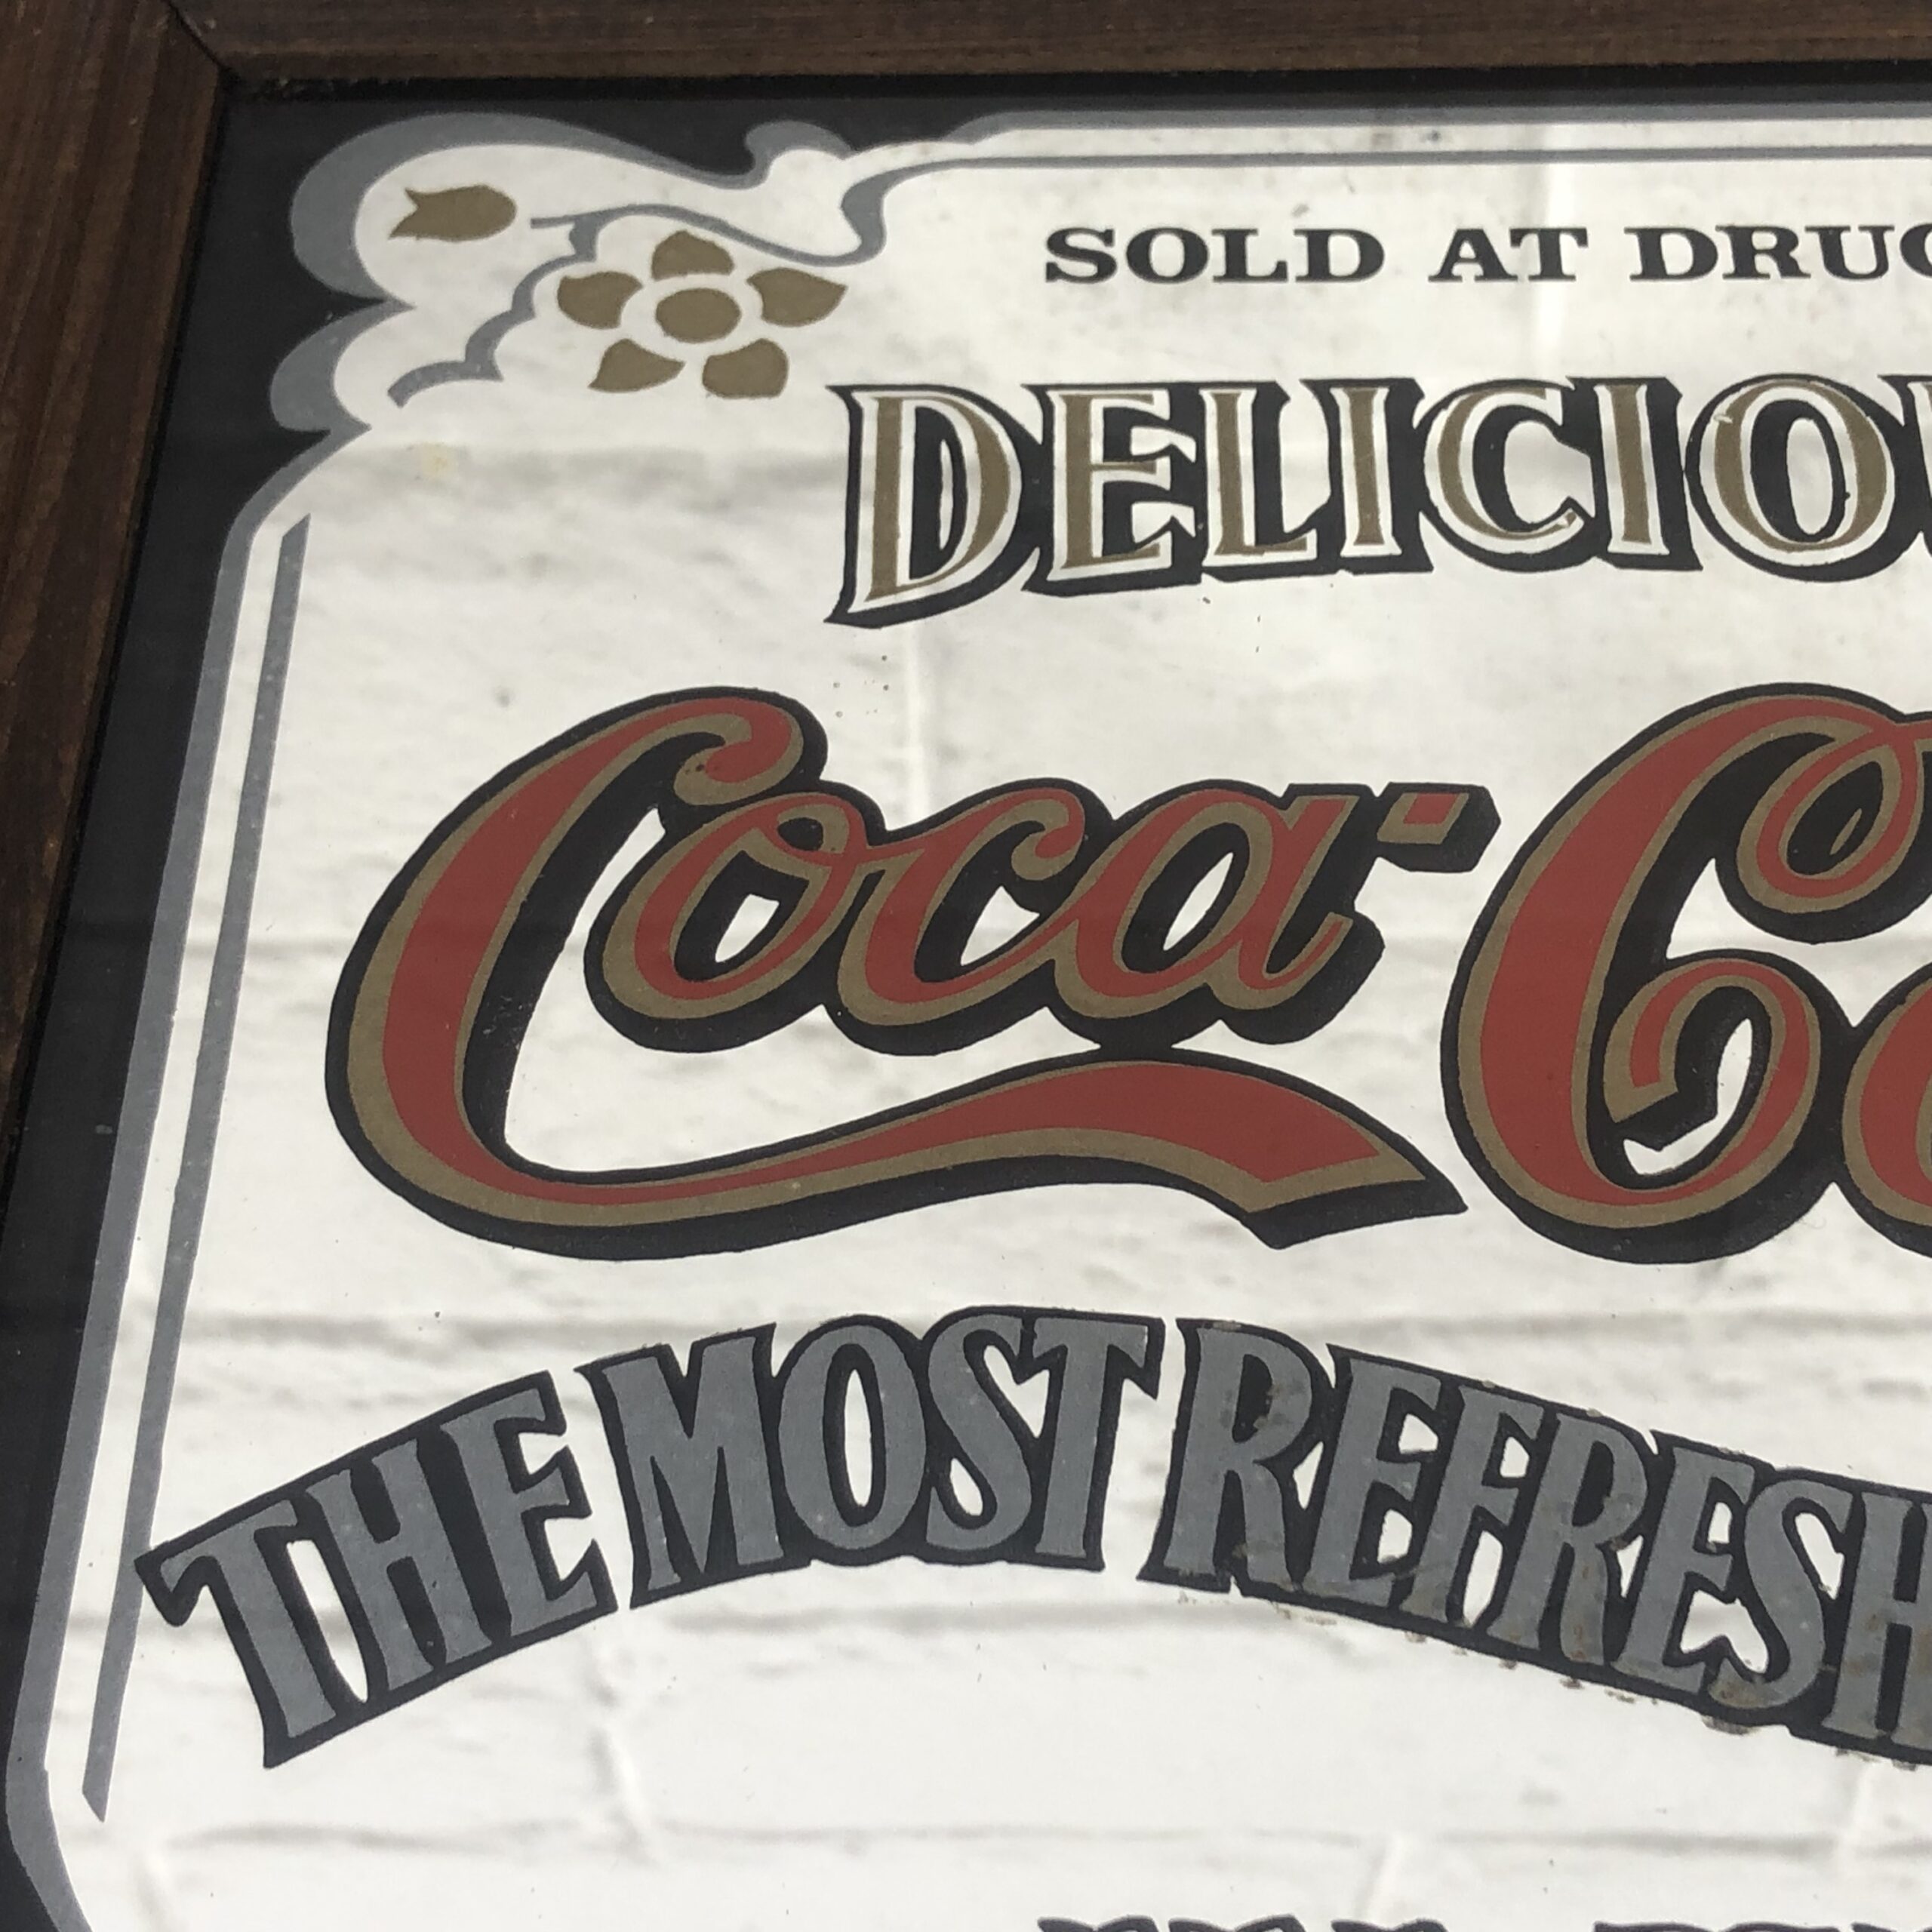 SOLD AT DRUG
DELICIOU
Coca-Co
THE MOST REFRESH